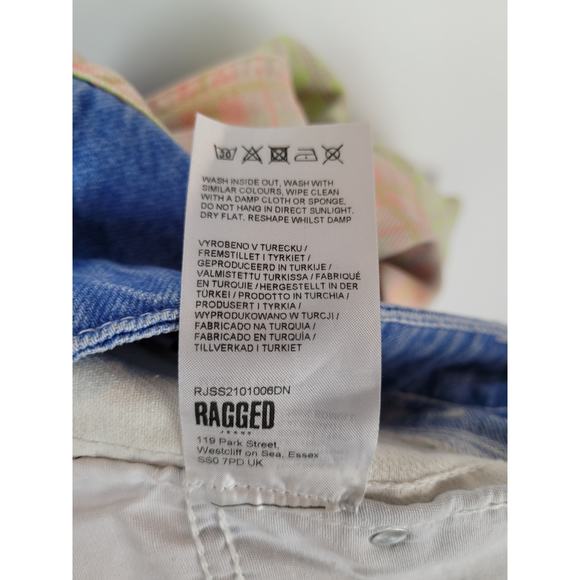 30
WASH INSIDE OUT, WASH WITH
SIMILAR COLOURS, WIPE CLEAN
WITH A DAMP CLOTH OR SPONGE.
DO NOT HANG IN DIRECT SUNLIGHT.
DRY FLAT. RESHAPE WHILST DAMP
VYROBENO V TURECKU /
FREMSTILLET I TYRKIET /
GEPRODUCEERD IN TURKIJE /
VALMISTETTU TURKISSA / FABRIQUÉ
EN TURQUIE / HERGESTELLT IN DER
TÜRKEI / PRODOTTO IN TURCHIA /
PRODUSERT I TYRKIA /
WYPRODUKOWANO W TURCJI /
FABRICADO NA TURQUIA /
FABRICADO EN TURQUÍA /
TILLVERKAD I TURKIET
RJSS2101006DN
RAGGED
JEANS
119 Park Street,
Westcliff on Sea, Essex
SS0 7PD UK